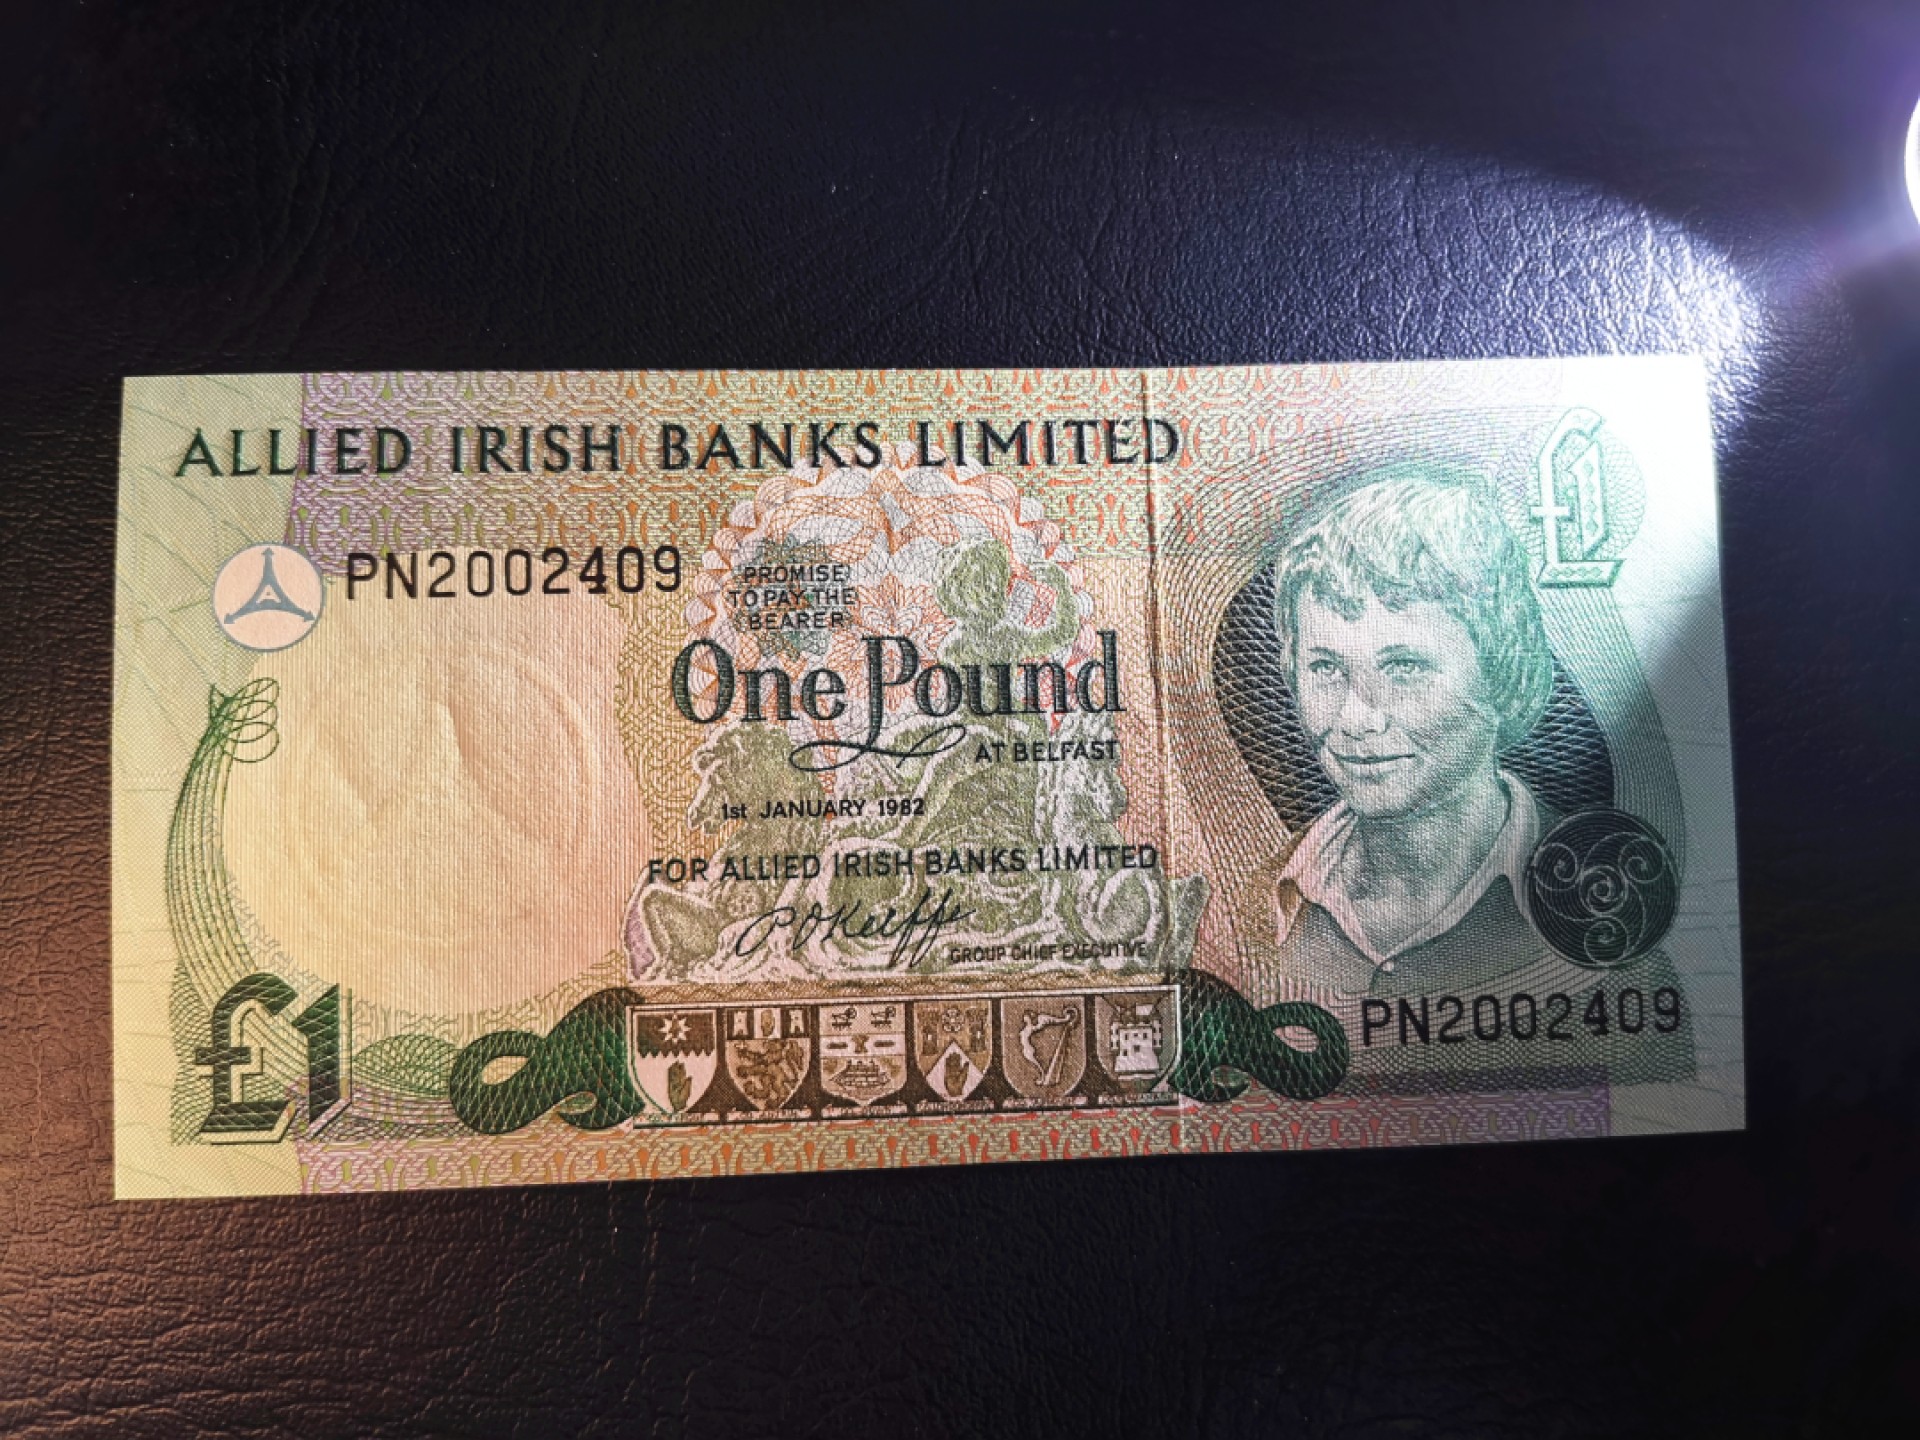 ALLIED IRISH BANKS LIMITED
£1
PN2002409
PROMISE
TO PAY THE
BEARER
One Pound
AT BELFAST
1st JANUARY 1982
FOR ALLIED IRISH BANKS LIMITED
P O'Keeffe
GROUP CHIEF EXECUTIVE
£1
PN2002409